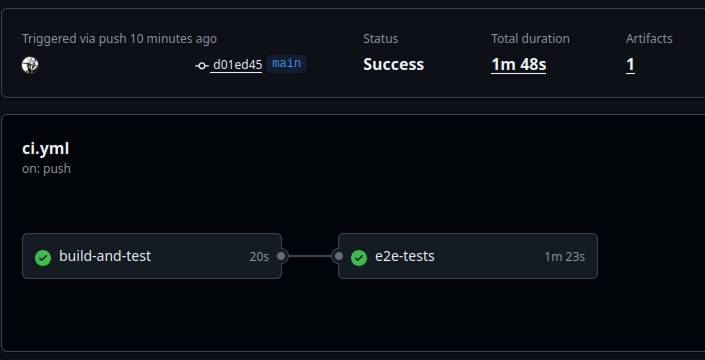 Triggered via push 10 minutes ago
d01ed45 main
Status
Success
Total duration
1m 48s
Artifacts
1
ci.yml
on: push
build-and-test 20s
e2e-tests 1m 23s